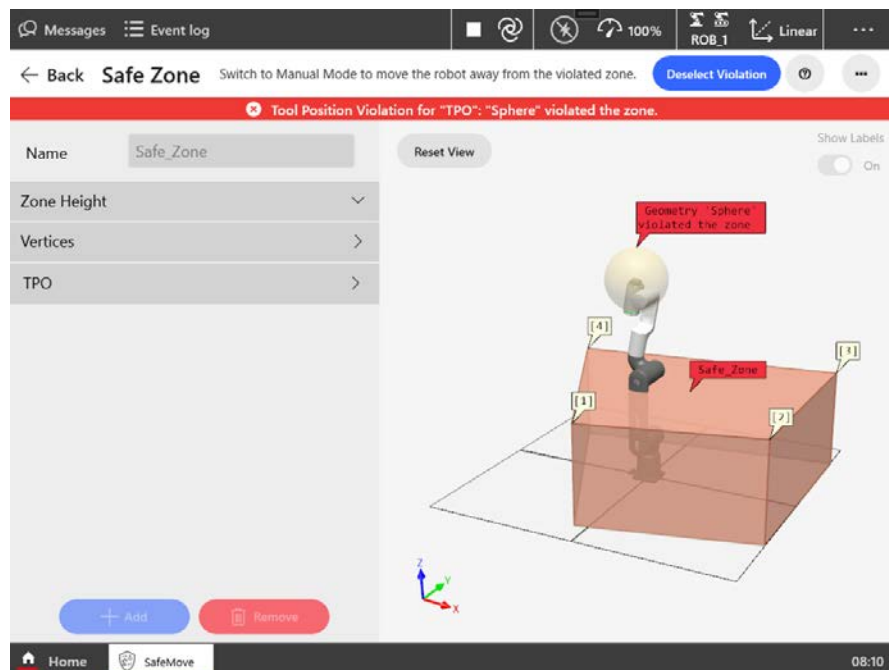 Messages Event log 100% ROB_1 Linear ...
Back Safe Zone Switch to Manual Mode to move the robot away from the violated zone. Deselect Violation
Tool Position Violation for "TPO": "Sphere" violated the zone.
Name Safe_Zone
Reset View
Show Labels
On
Zone Height
Vertices
TPO
Geometry 'Sphere'
violated the zone
[4]
[3]
Safe_Zone
[1]
[2]
Z
Y
X
+ Add Remove
Home SafeMove 08:10